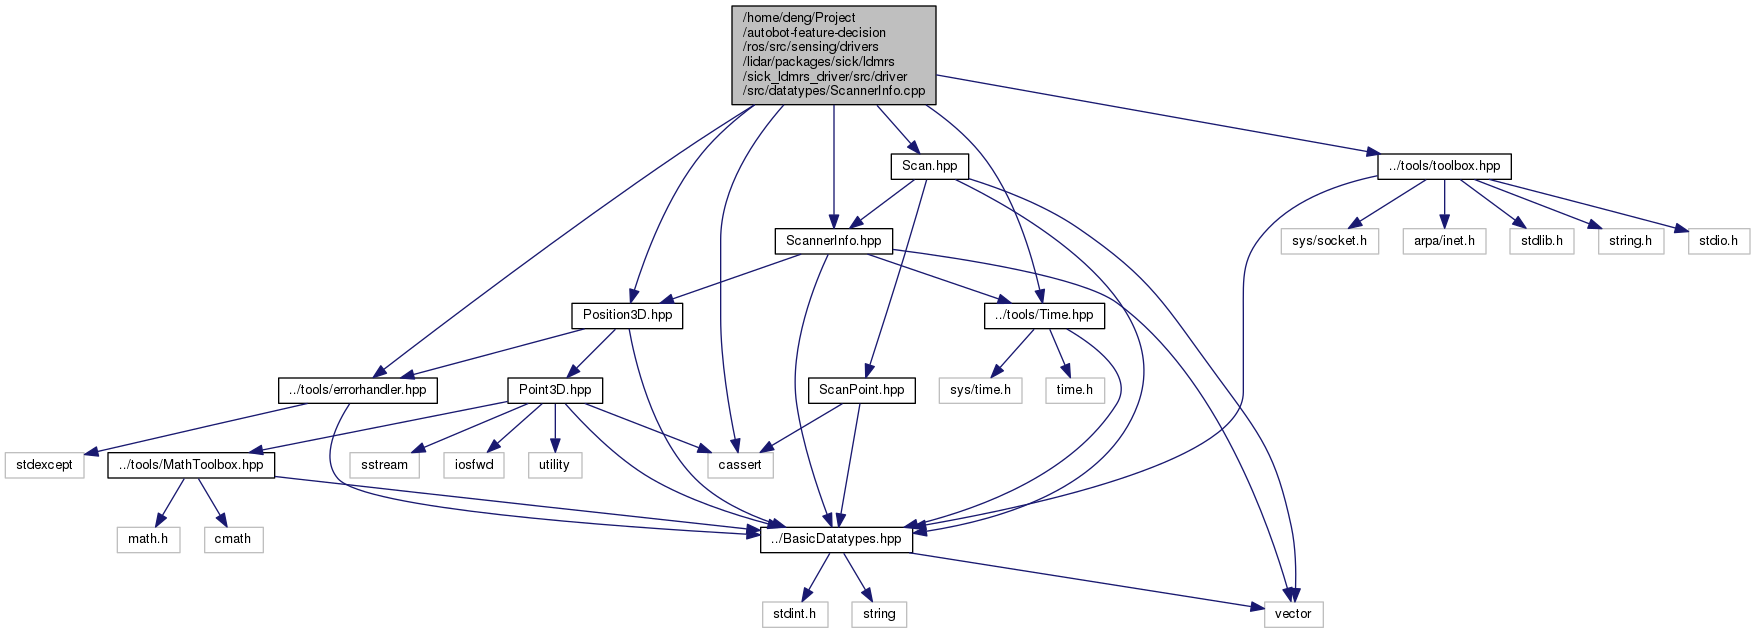 /home/deng/Project
/autobot-feature-decision
/ros/src/sensing/drivers
/lidar/packages/sick/ldmrs
/sick_ldmrs_driver/src/driver
/src/datatypes/ScannerInfo.cpp
Scan.hpp
../tools/toolbox.hpp
ScannerInfo.hpp
sys/socket.h
arpa/inet.h
stdlib.h
string.h
stdio.h
Position3D.hpp
../tools/Time.hpp
../tools/errorhandler.hpp
Point3D.hpp
ScanPoint.hpp
sys/time.h
time.h
stdexcept
../tools/MathToolbox.hpp
sstream
iosfwd
utility
cassert
math.h
cmath
../BasicDatatypes.hpp
stdint.h
string
vector